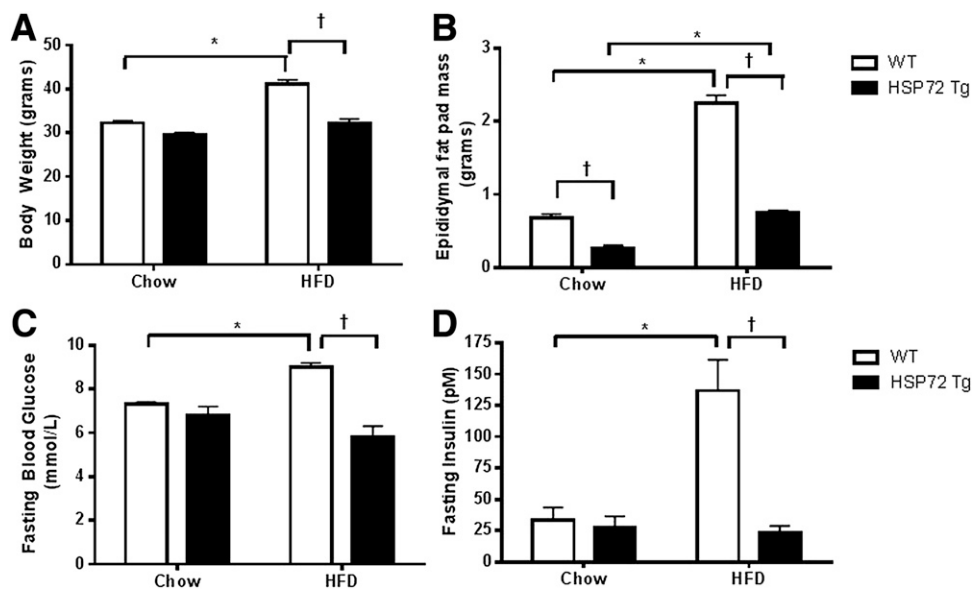 A
Body Weight (grams)
50
40
30
20
10
0
*
†
Chow
HFD
B
Epididymal fat pad mass
(grams)
3
2
1
0
*
*
†
†
Chow
HFD
WT
HSP72 Tg
C
Fasting Blood Glucose
(mmol/L)
10
8
6
4
2
0
*
†
Chow
HFD
D
Fasting Insulin (pM)
175
150
125
100
75
50
25
0
*
†
Chow
HFD
WT
HSP72 Tg